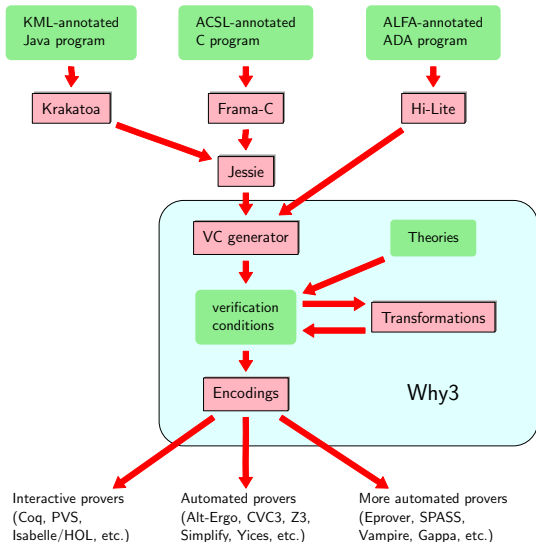 KML-annotated
Java program
ACSL-annotated
C program
ALFA-annotated
ADA program
Krakatoa
Frama-C
Hi-Lite
Jessie
VC generator
Theories
verification
conditions
Transformations
Encodings
Why3
Interactive provers
(Coq, PVS,
Isabelle/HOL, etc.)
Automated provers
(Alt-Ergo, CVC3, Z3,
Simplify, Yices, etc.)
More automated provers
(Eprover, SPASS,
Vampire, Gappa, etc.)